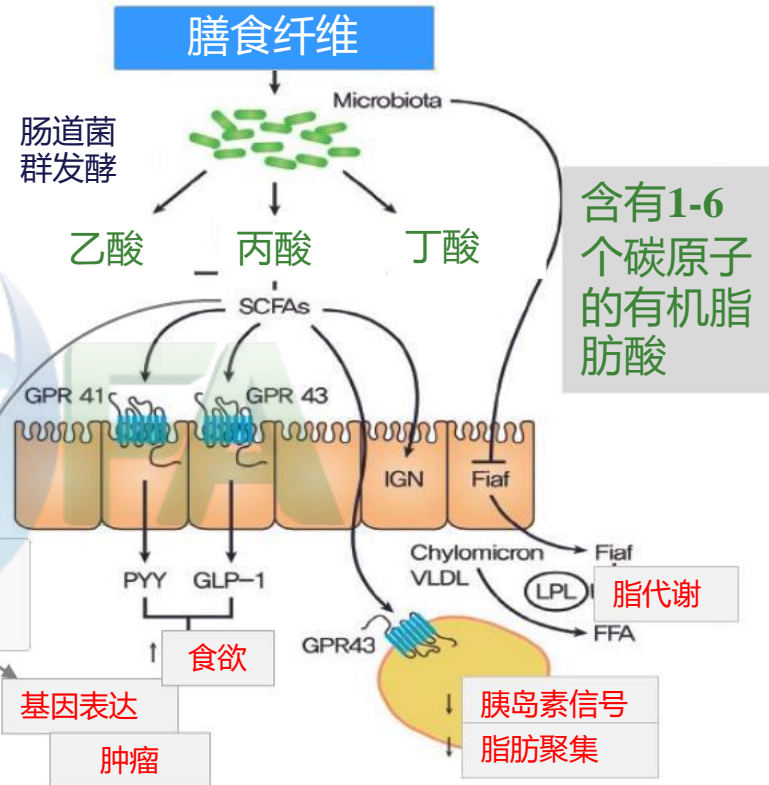 膳食纤维
Microbiota
肠道菌
群发酵
含有1-6
个碳原子
的有机脂
肪酸
乙酸
丙酸
丁酸
SCFAs
GPR 41
GPR 43
IGN
Fiaf
PYY
GLP-1
Chylomicron
VLDL
Fiaf
LPL
脂代谢
FFA
↑
食欲
GPR43
基因表达
肿瘤
↓ 胰岛素信号
↓ 脂肪聚集